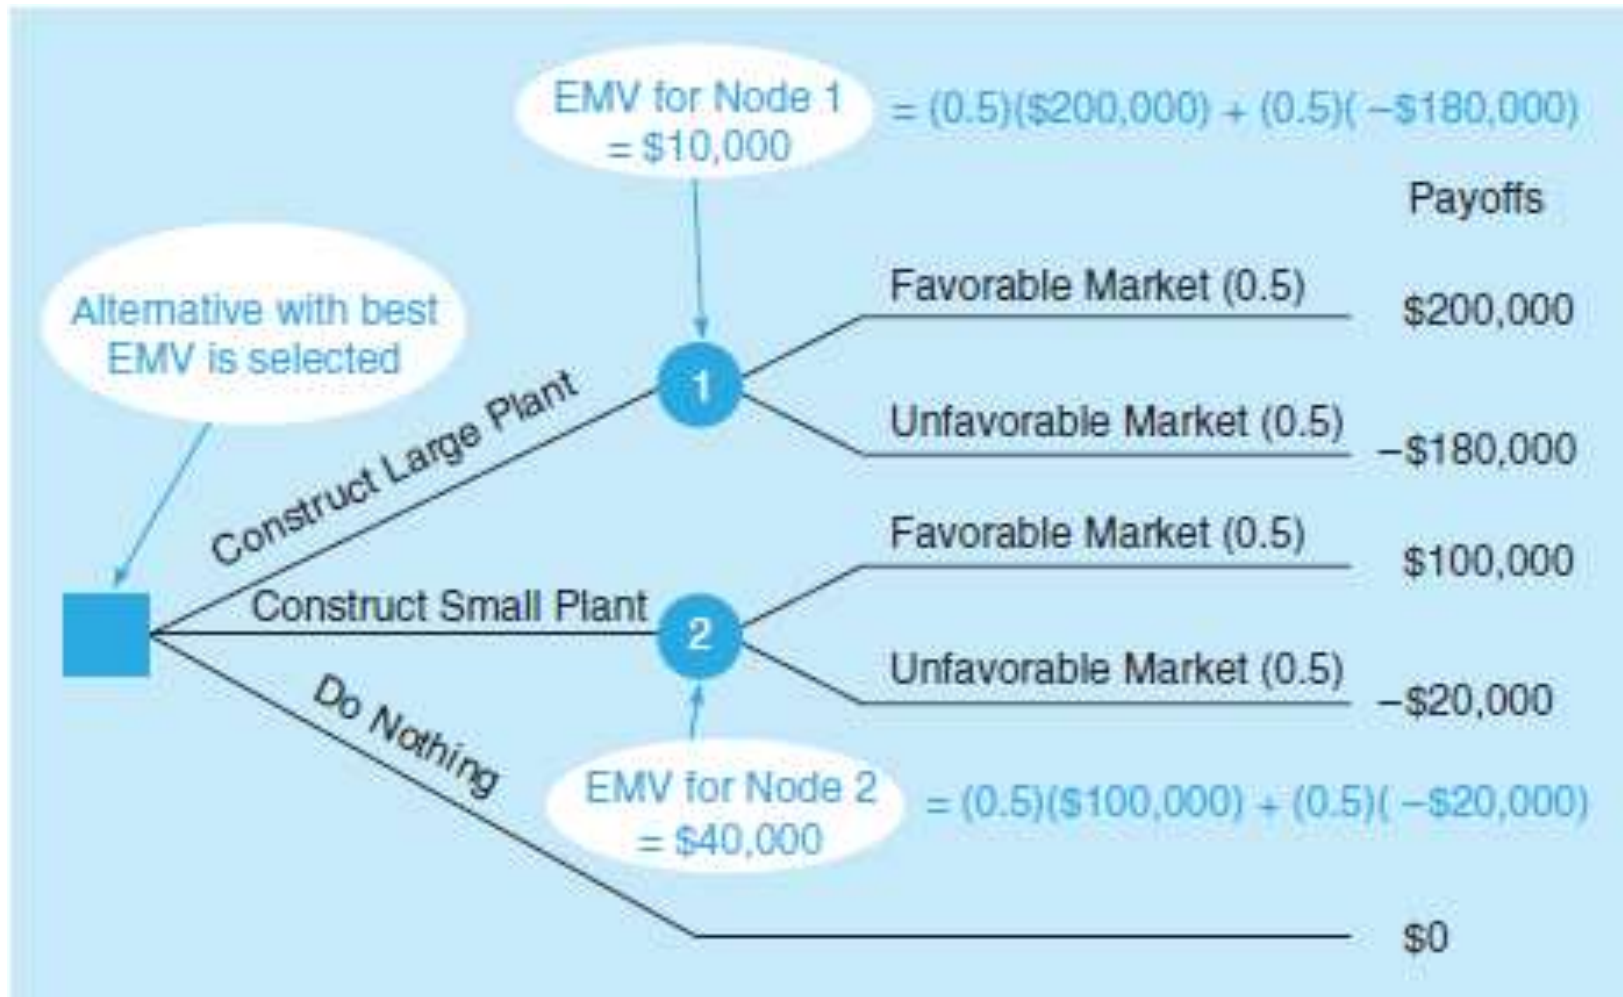 EMV for Node 1
= $10,000
= (0.5)($200,000) + (0.5)( –$180,000)
Payoffs
Alternative with best
EMV is selected
Favorable Market (0.5)
$200,000
1
Unfavorable Market (0.5)
–$180,000
Construct Large Plant
Favorable Market (0.5)
$100,000
Construct Small Plant
2
Unfavorable Market (0.5)
–$20,000
Do Nothing
EMV for Node 2
= $40,000
= (0.5)($100,000) + (0.5)( –$20,000)
$0